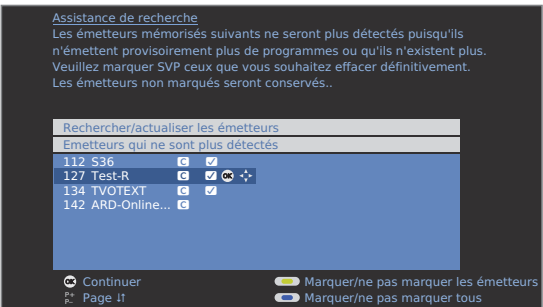 Assistance de recherche
Les émetteurs mémorisés suivants ne seront plus détectés puisqu'ils
n'émettent provisoirement plus de programmes ou qu'ils n'existent plus.
Veuillez marquer SVP ceux que vous souhaitez effacer définitivement.
Les émetteurs non marqués seront conservés..
Rechercher/actualiser les émetteurs
Emetteurs qui ne sont plus détectés
112 S36 C
127 Test-R C OK
134 TVOTEXT C
142 ARD-Online... C
OK Continuer Marquer/ne pas marquer les émetteurs
P+ P- Page Marquer/ne pas marquer tous